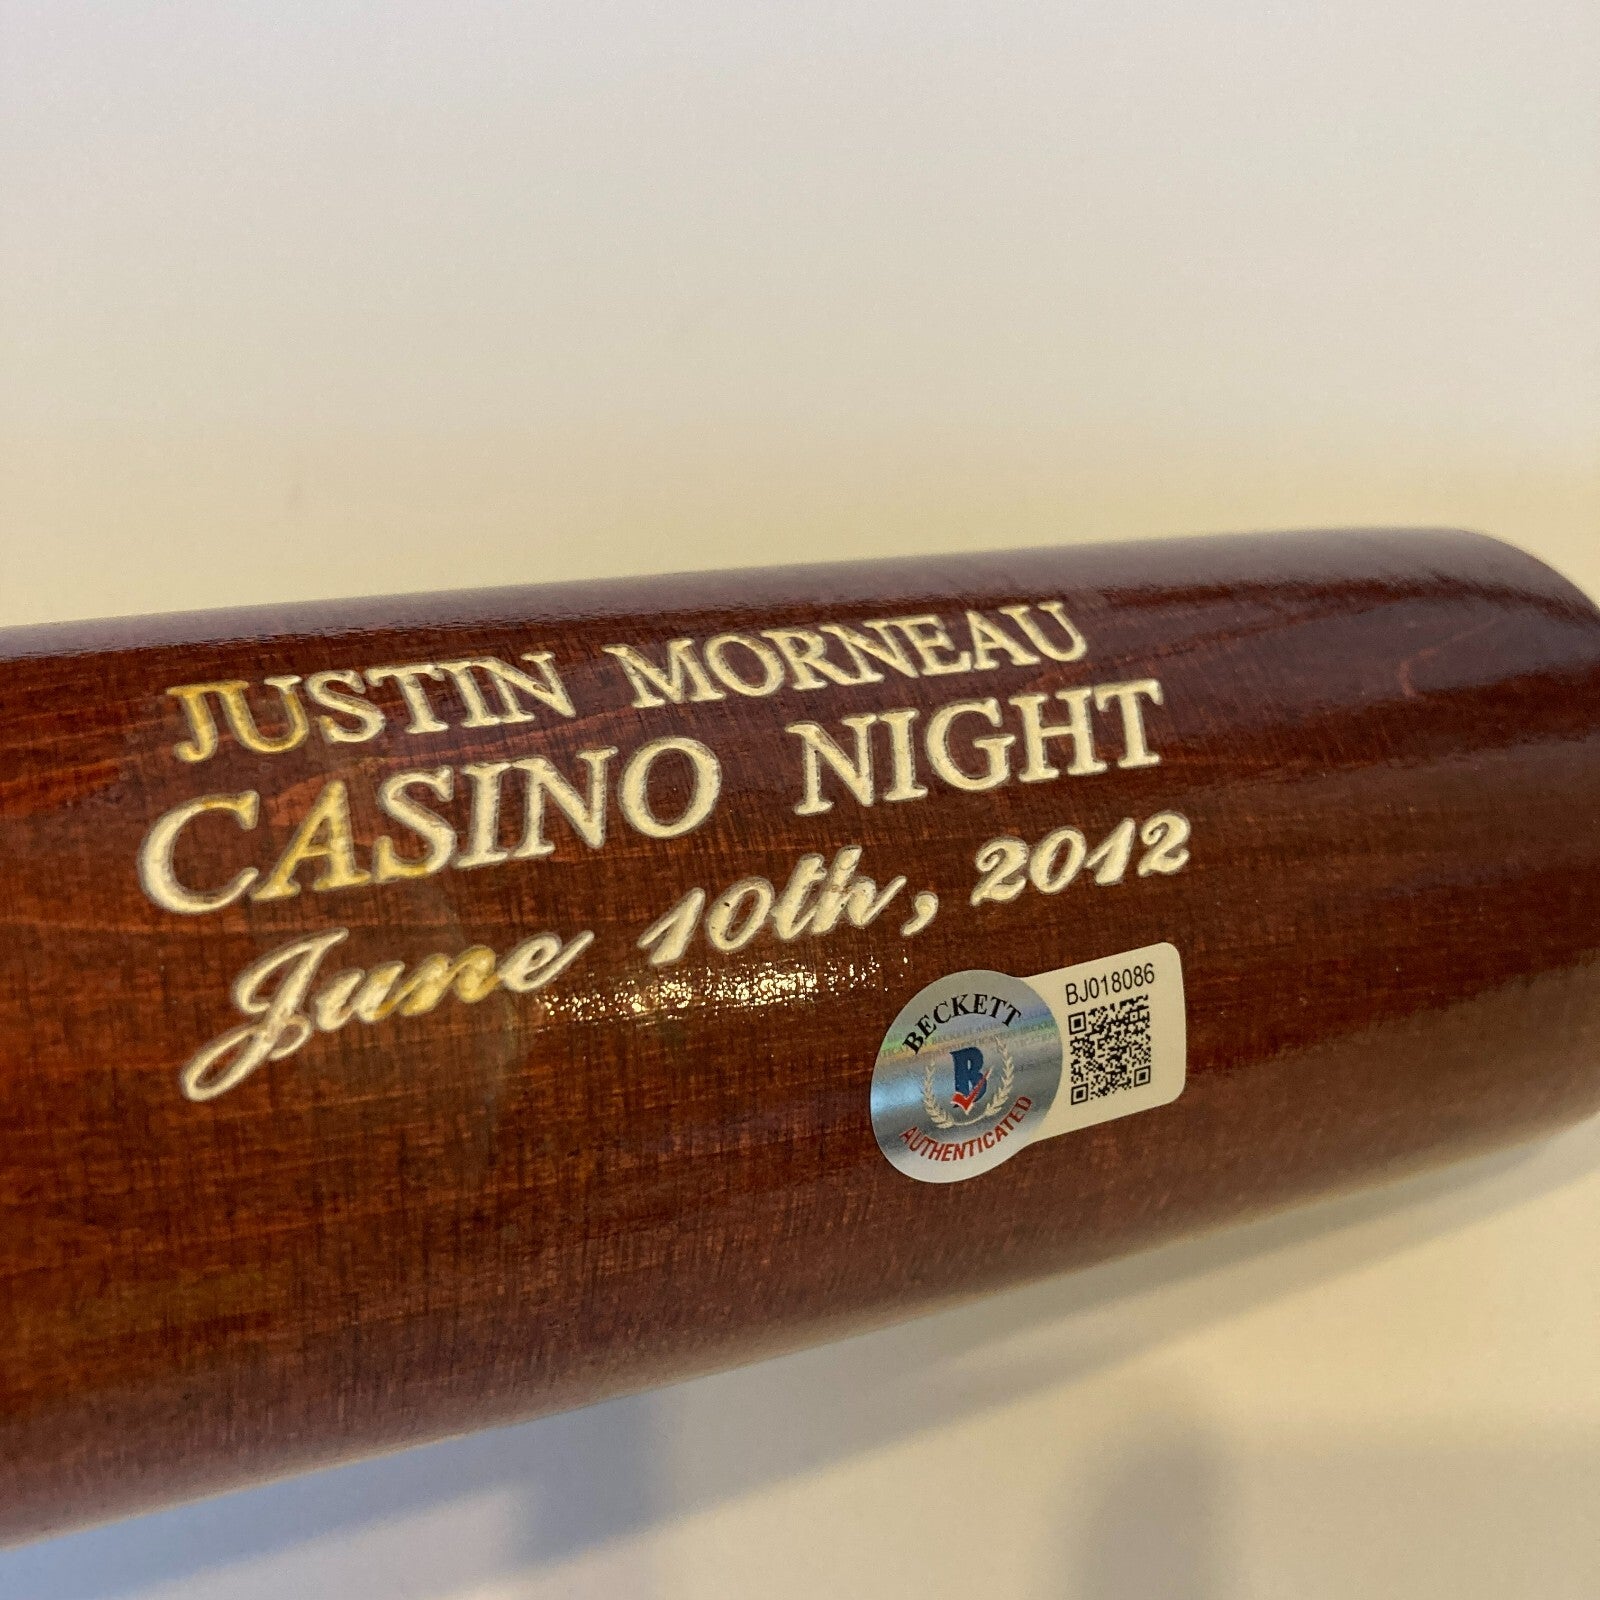 JUSTIN MORNEAU
CASINO NIGHT
June 10th, 2012
BECKETT
B
AUTHENTICATED
BJ018086